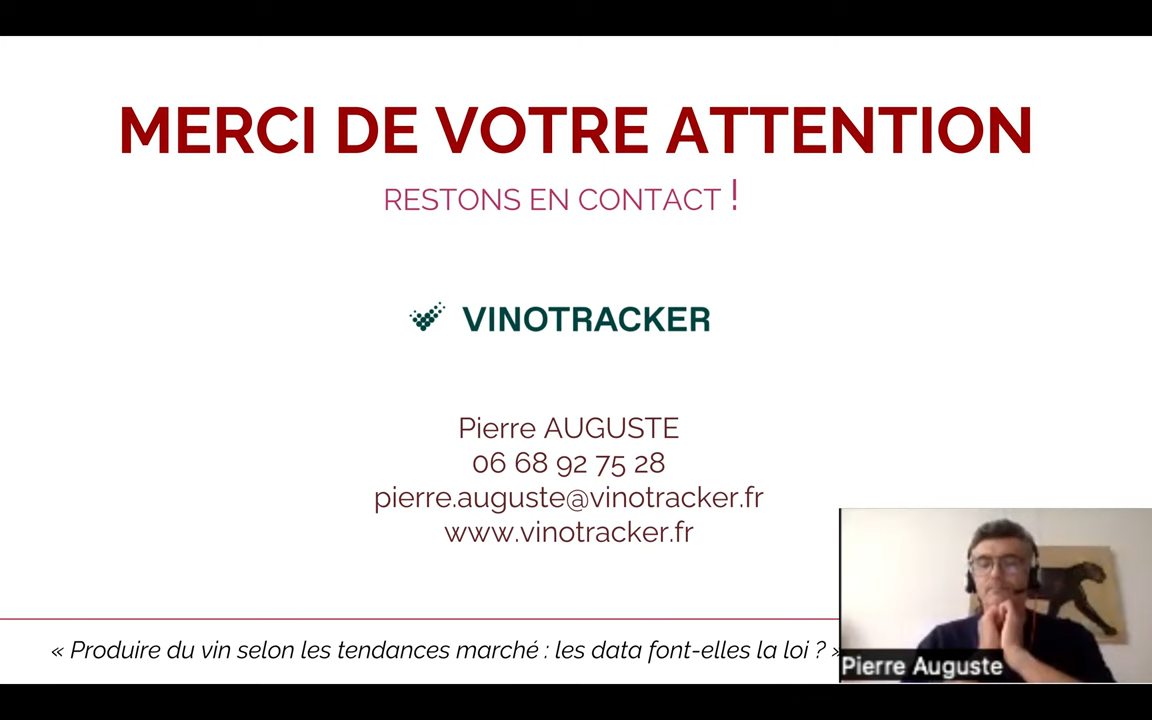 MERCI DE VOTRE ATTENTION
RESTONS EN CONTACT !
VINOTRACKER
Pierre AUGUSTE
06 68 92 75 28
pierre.auguste@vinotracker.fr
www.vinotracker.fr
« Produire du vin selon les tendances marché : les data font-elles la loi ? »
Pierre Auguste